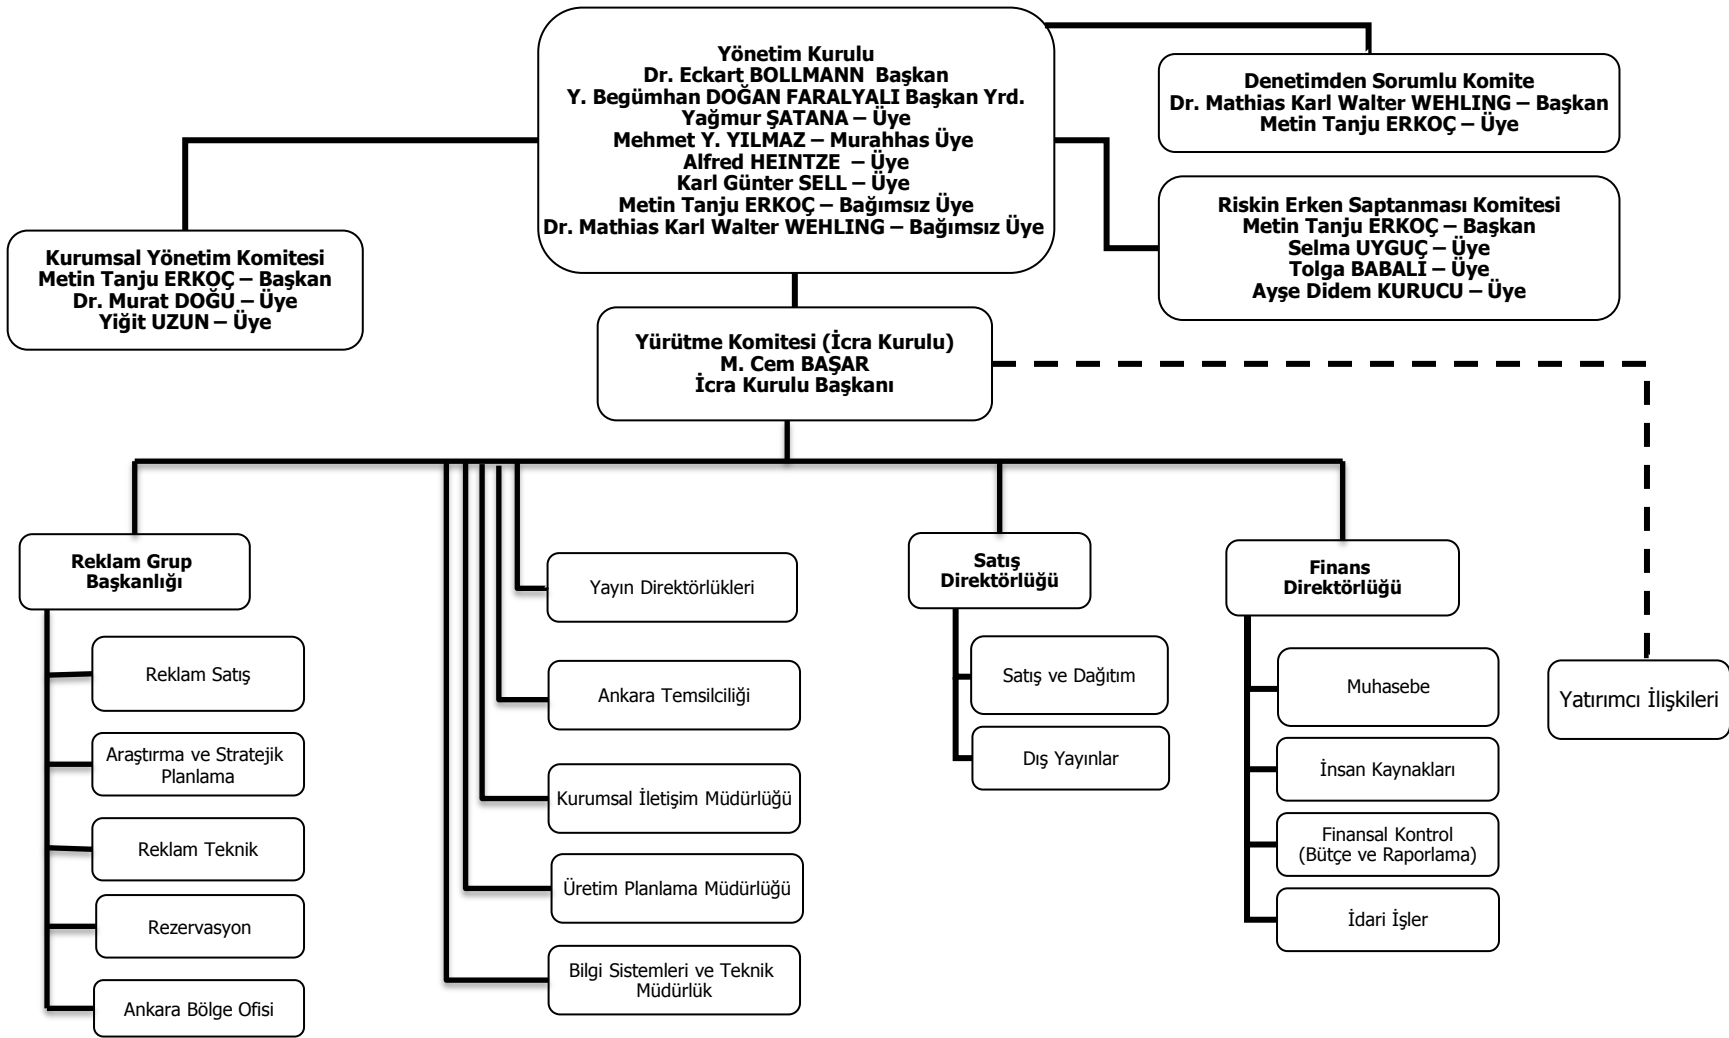 Yönetim Kurulu
Dr. Eckart BOLLMANN Başkan
Y. Begümhan DOĞAN FARALYALI Başkan Yrd.
Yağmur ŞATANA – Üye
Mehmet Y. YILMAZ – Murahhas Üye
Alfred HEINTZE – Üye
Karl Günter SELL – Üye
Metin Tanju ERKOÇ – Bağımsız Üye
Dr. Mathias Karl Walter WEHLING – Bağımsız Üye
Denetimden Sorumlu Komite
Dr. Mathias Karl Walter WEHLING – Başkan
Metin Tanju ERKOÇ – Üye
Riskin Erken Saptanması Komitesi
Metin Tanju ERKOÇ – Başkan
Selma UYGUÇ – Üye
Tolga BABALI – Üye
Ayşe Didem KURUCU – Üye
Kurumsal Yönetim Komitesi
Metin Tanju ERKOÇ – Başkan
Dr. Murat DOĞU – Üye
Yiğit UZUN – Üye
Yürütme Komitesi (İcra Kurulu)
M. Cem BAŞAR
İcra Kurulu Başkanı
Reklam Grup
Başkanlığı
Reklam Satış
Araştırma ve Stratejik
Planlama
Reklam Teknik
Rezervasyon
Ankara Bölge Ofisi
Yayın Direktörlükleri
Ankara Temsilciliği
Kurumsal İletişim Müdürlüğü
Üretim Planlama Müdürlüğü
Bilgi Sistemleri ve Teknik
Müdürlük
Satış
Direktörlüğü
Satış ve Dağıtım
Dış Yayınlar
Finans
Direktörlüğü
Muhasebe
İnsan Kaynakları
Finansal Kontrol
(Bütçe ve Raporlama)
İdari İşler
Yatırımcı İlişkileri